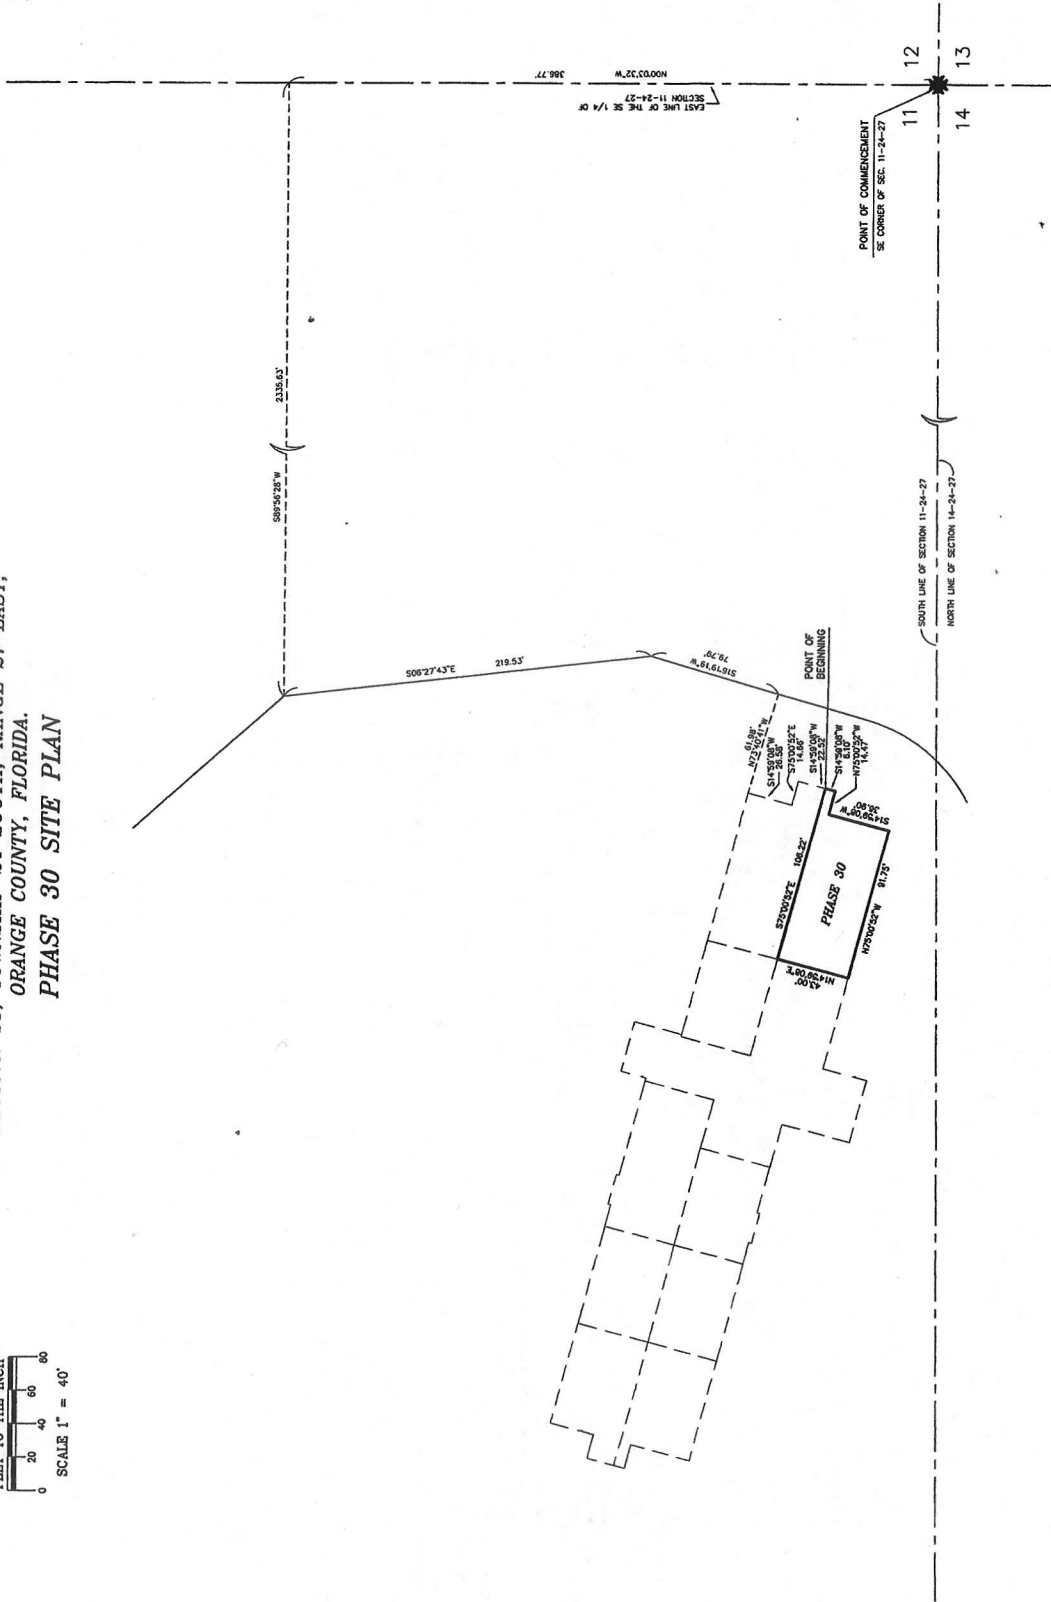 ORANGE COUNTY, FLORIDA.
PHASE 30 SITE PLAN
0 20 40 60 80
SCALE 1" = 40'
N00°03'32"W 386.77'
EAST LINE OF THE SE 1/4 OF
SECTION 11-24-27
S89°56'28"W 2335.63'
S06°27'43"E 219.53'
S16°19'19"W
79.79'
61.98'
N73°40'41"W
S14°59'08"W
26.58'
S75°00'52"E
14.66'
S14°59'08"W
22.52'
S14°59'08"W
6.10'
N75°00'52"W
14.47'
POINT OF
BEGINNING
S75°00'52"E 106.22'
S14°59'08"W
36.90'
PHASE 30
N14°59'08"E
43.00'
N75°00'52"W 91.75'
POINT OF COMMENCEMENT
SE CORNER OF SEC. 11-24-27
11 12
14 13
SOUTH LINE OF SECTION 11-24-27
NORTH LINE OF SECTION 14-24-27